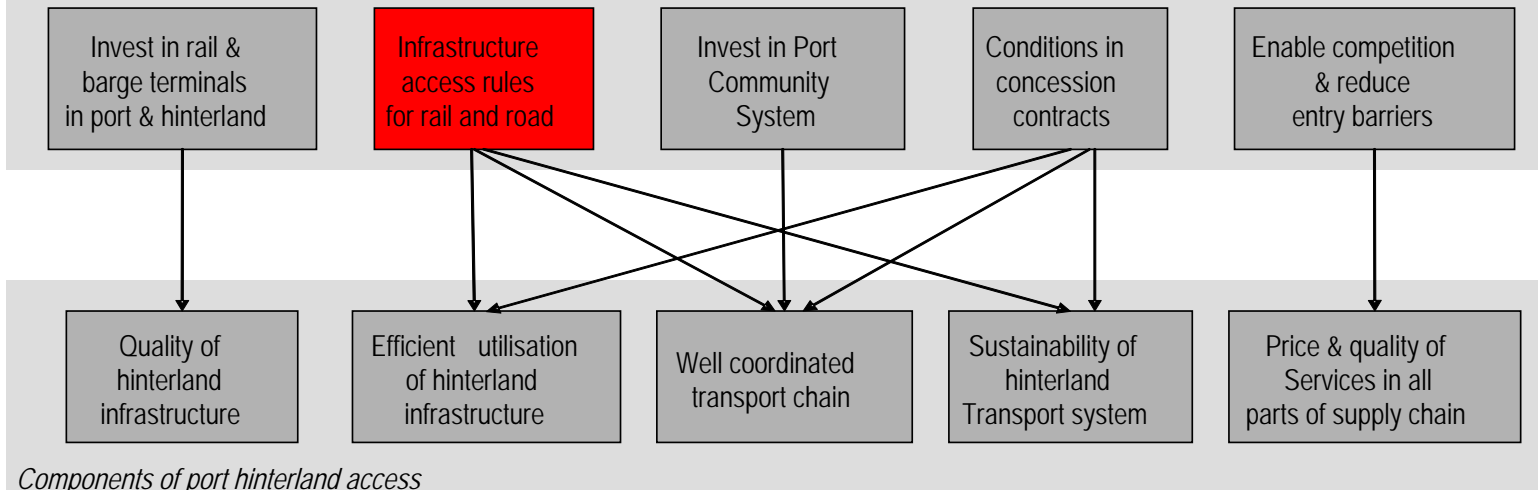 Invest in rail &
barge terminals
in port & hinterland
Infrastructure
access rules
for rail and road
Invest in Port
Community
System
Conditions in
concession
contracts
Enable competition
& reduce
entry barriers
Quality of
hinterland
infrastructure
Efficient utilisation
of hinterland
infrastructure
Well coordinated
transport chain
Sustainability of
hinterland
Transport system
Price & quality of
Services in all
parts of supply chain
Components of port hinterland access